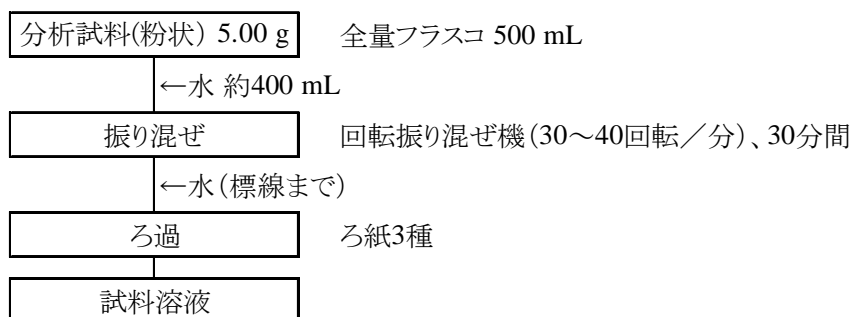 分析試料(粉状) 5.00 g 全量フラスコ 500 mL
←水 約400 mL
振り混ぜ 回転振り混ぜ機(30～40回転／分)、30分間
←水(標線まで)
ろ過 ろ紙3種
試料溶液